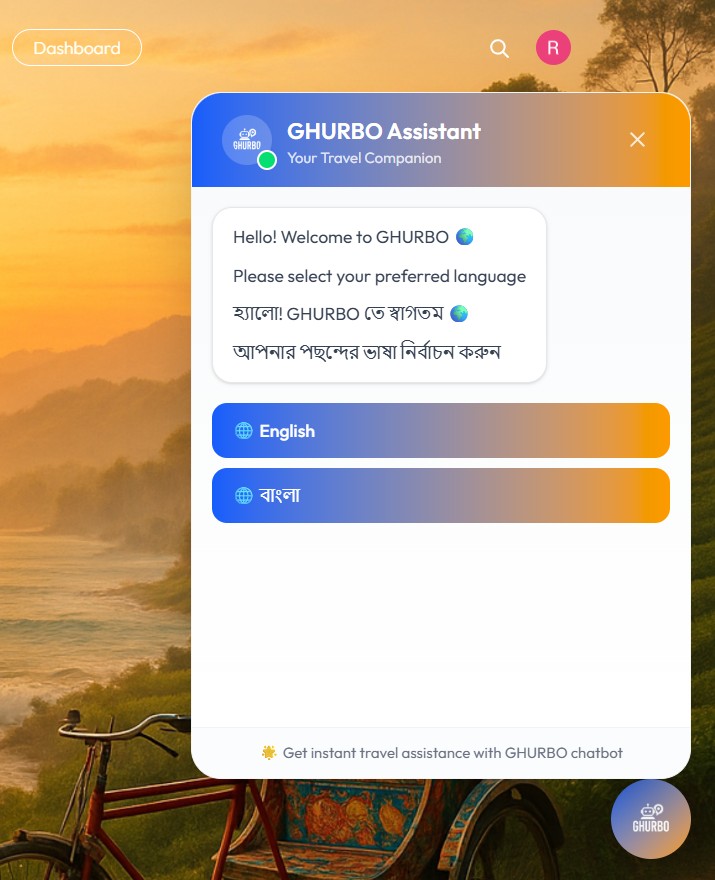 Dashboard
R
GHURBO
GHURBO Assistant
Your Travel Companion
Hello! Welcome to GHURBO 🌍
Please select your preferred language
হ্যালো! GHURBO তে স্বাগতম 🌍
আপনার পছন্দের ভাষা নির্বাচন করুন
🌐 English
🌐 বাংলা
🌟 Get instant travel assistance with GHURBO chatbot
GHURBO